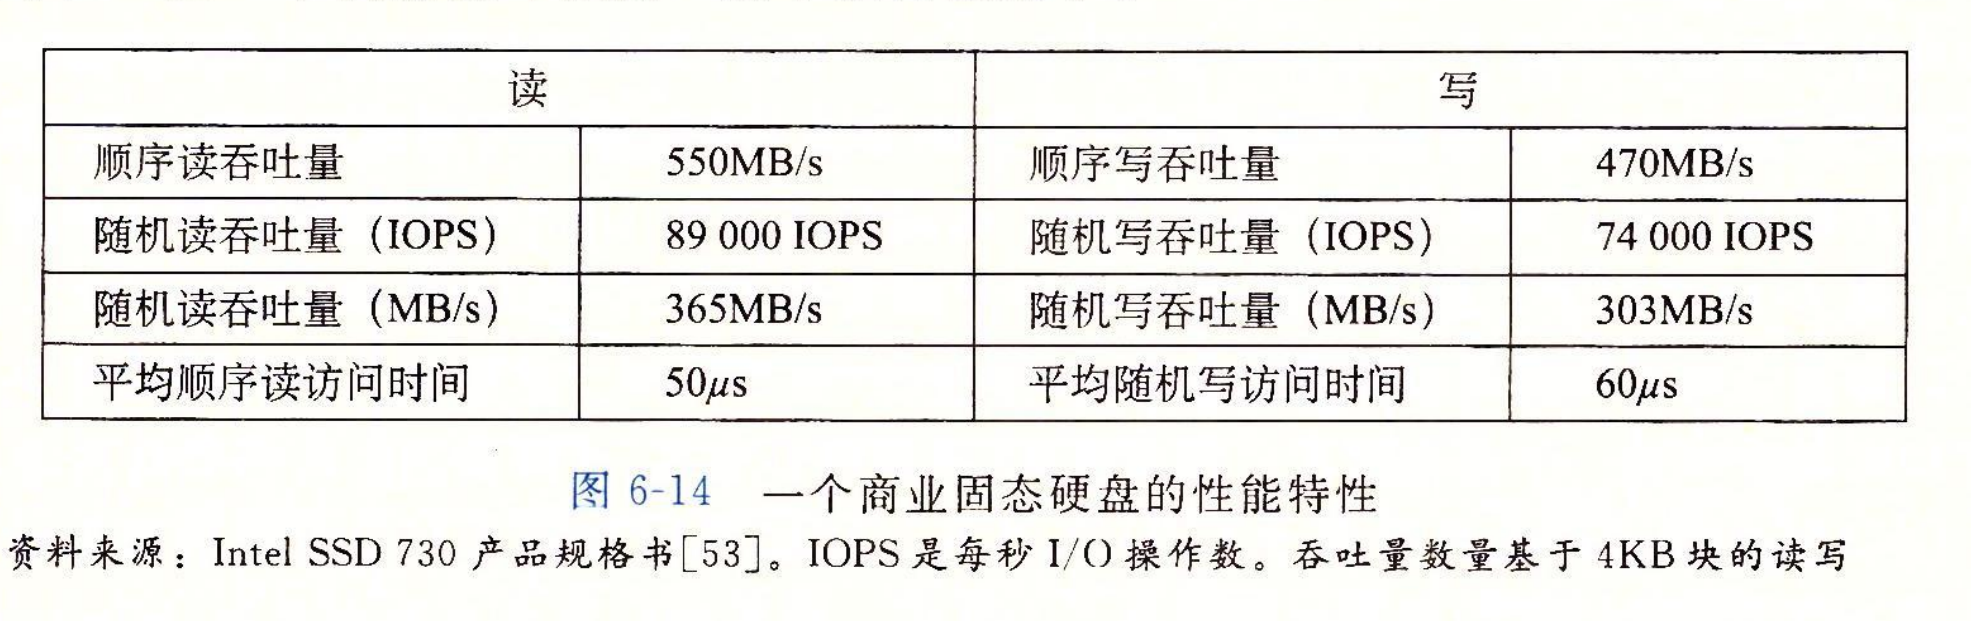 读 写
顺序读吞吐量 550MB/s 顺序写吞吐量 470MB/s
随机读吞吐量（IOPS） 89 000 IOPS 随机写吞吐量（IOPS） 74 000 IOPS
随机读吞吐量（MB/s） 365MB/s 随机写吞吐量（MB/s） 303MB/s
平均顺序读访问时间 50μs 平均随机写访问时间 60μs
图 6-14 一个商业固态硬盘的性能特性
资料来源：Intel SSD 730 产品规格书[53]。IOPS 是每秒 I/O 操作数。吞吐量数量基于 4KB 块的读写